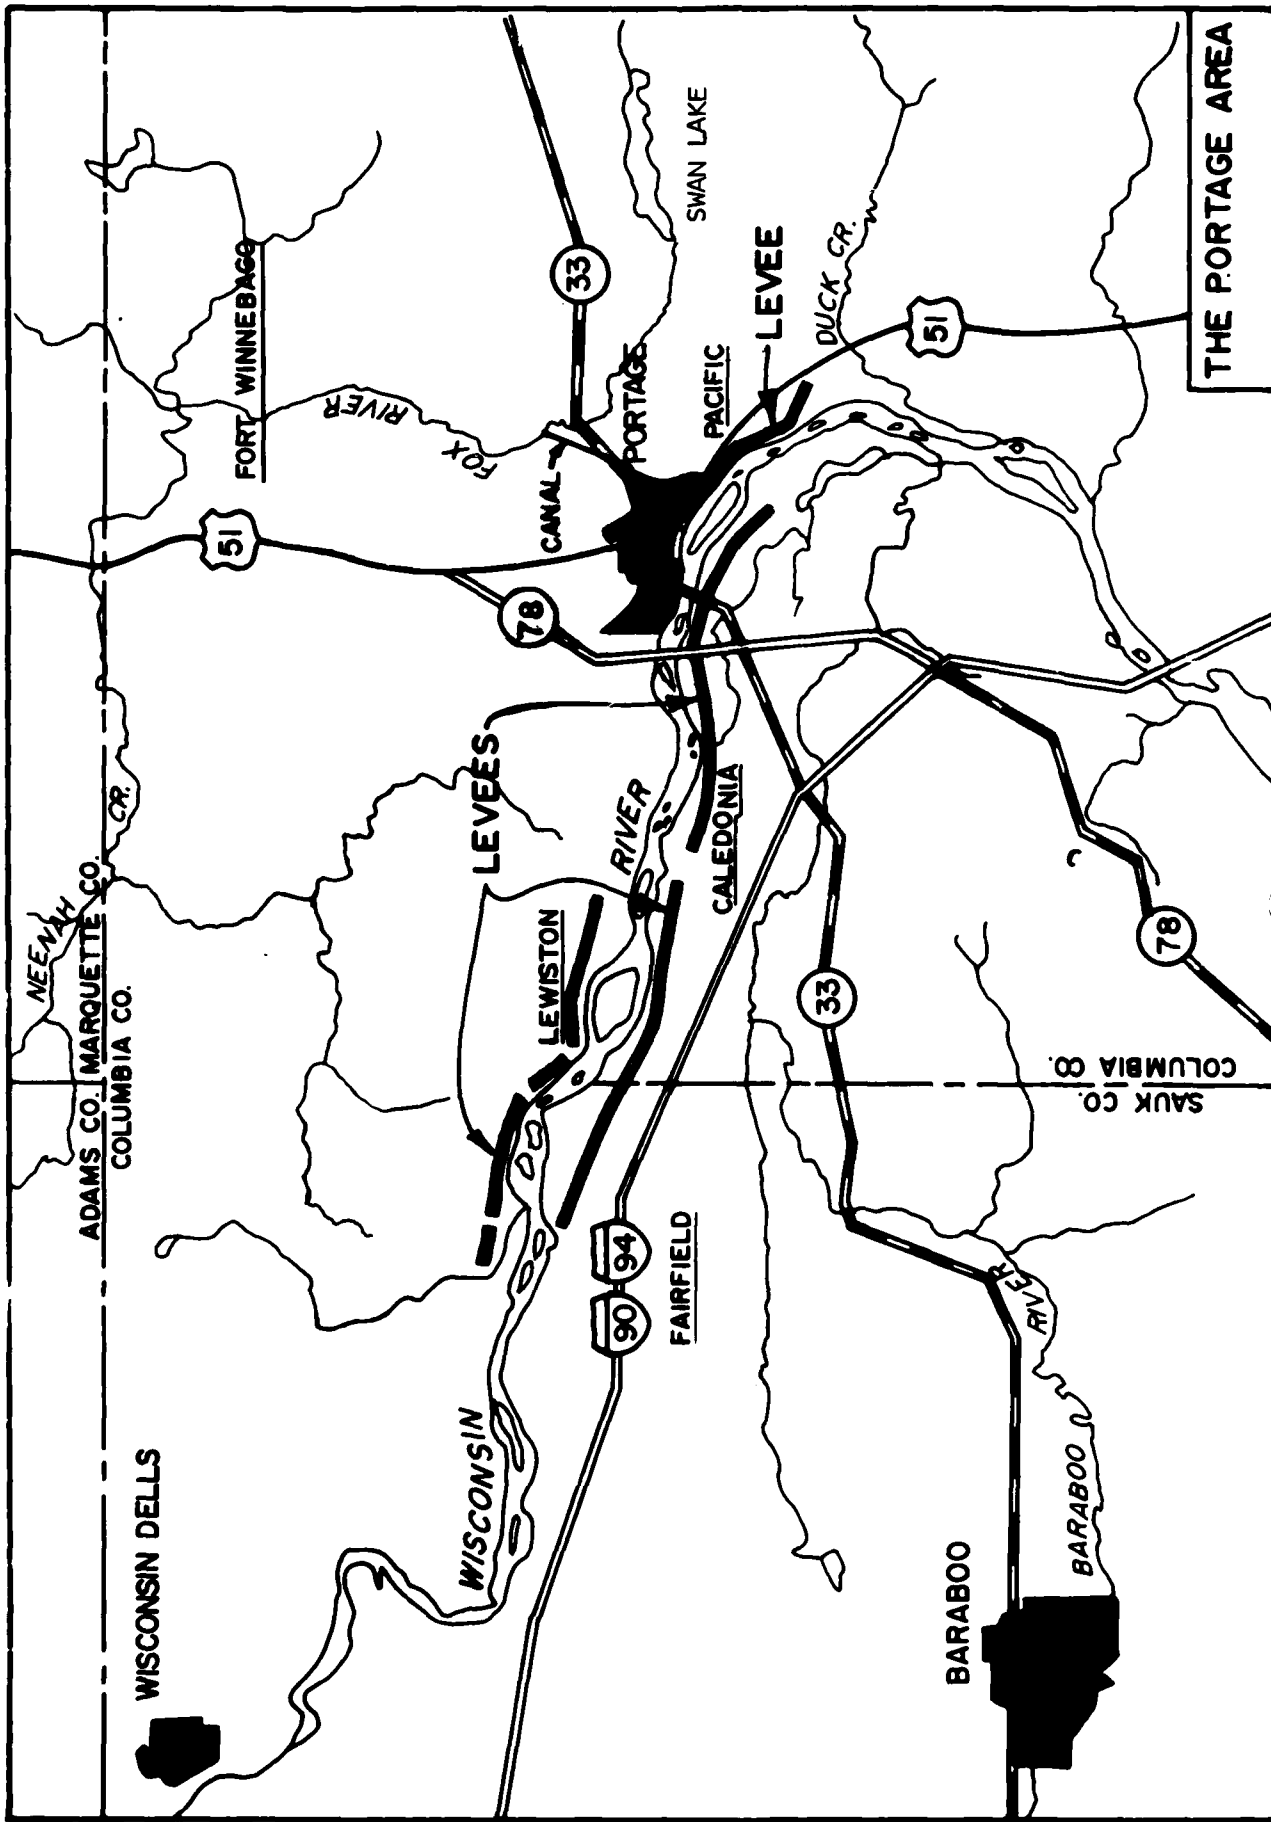 WISCONSIN DELLS
ADAMS CO.
MARQUETTE CO.
COLUMBIA CO.
NEENAH
CR.
51
FORT WINNEBAGO
FOX
RIVER
78
CANAL
33
PORTAGE
SWAN LAKE
PACIFIC
LEVEE
DUCK CR.
51
LEVEES
LEWISTON
WISCONSIN
RIVER
CALEDONIA
90
94
FAIRFIELD
33
SAUK CO.
COLUMBIA CO.
78
BARABOO
BARABOO
RIVER
THE PORTAGE AREA